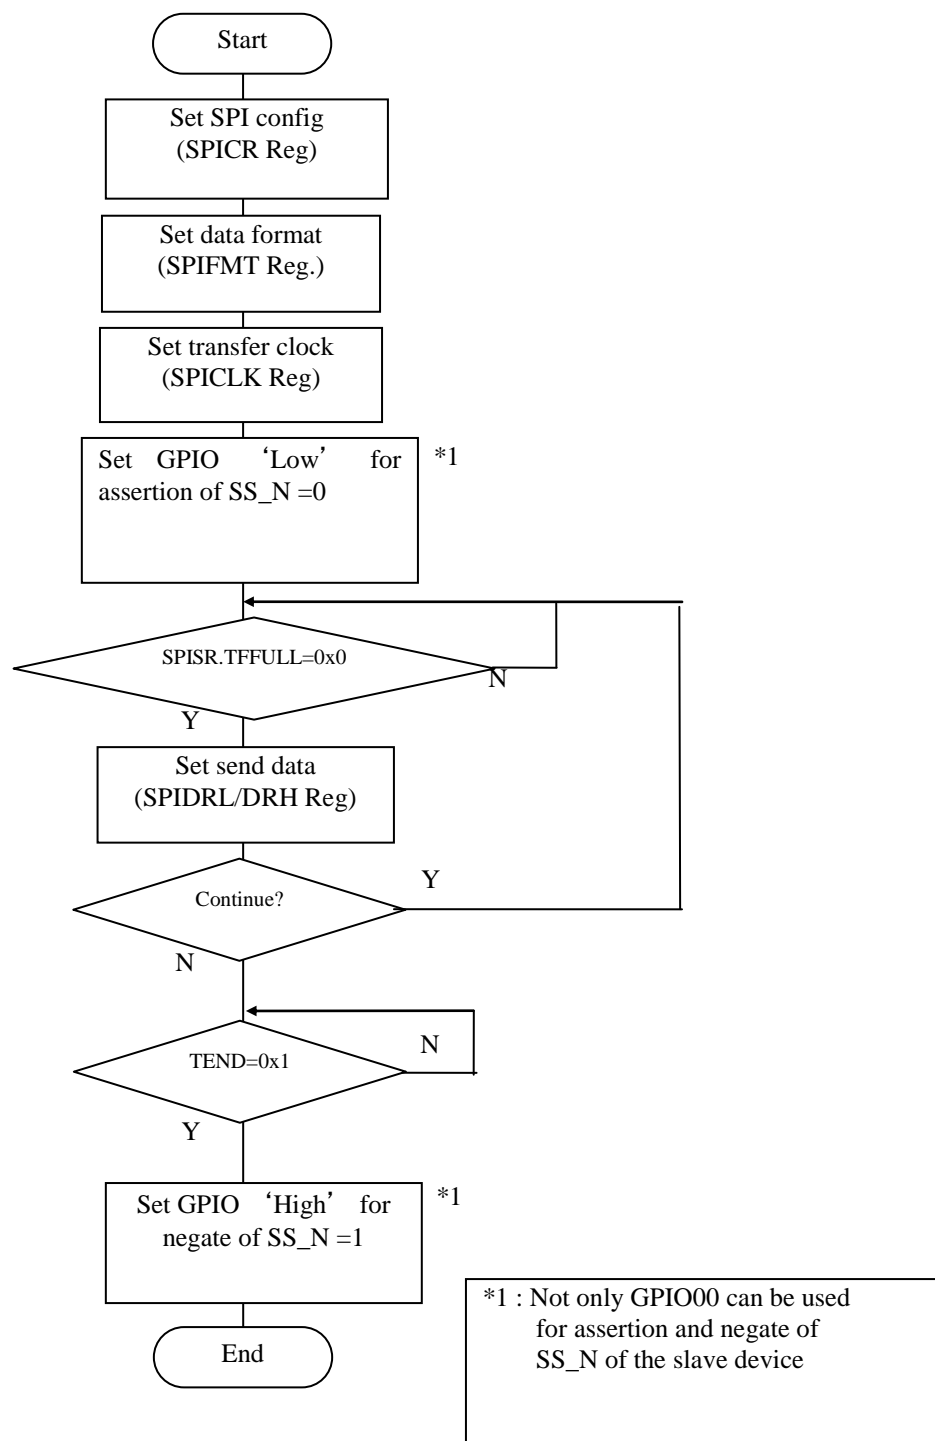 Start
Set SPI config
(SPICR Reg)
Set data format
(SPIFMT Reg.)
Set transfer clock
(SPICLK Reg)
Set GPIO ‘Low’ for
assertion of SS_N =0
*1
SPISR.TFFULL=0x0
N
Y
Set send data
(SPIDRL/DRH Reg)
Continue?
Y
N
TEND=0x1
N
Y
Set GPIO ‘High’ for
negate of SS_N =1
*1
*1 : Not only GPIO00 can be used
for assertion and negate of
SS_N of the slave device
End